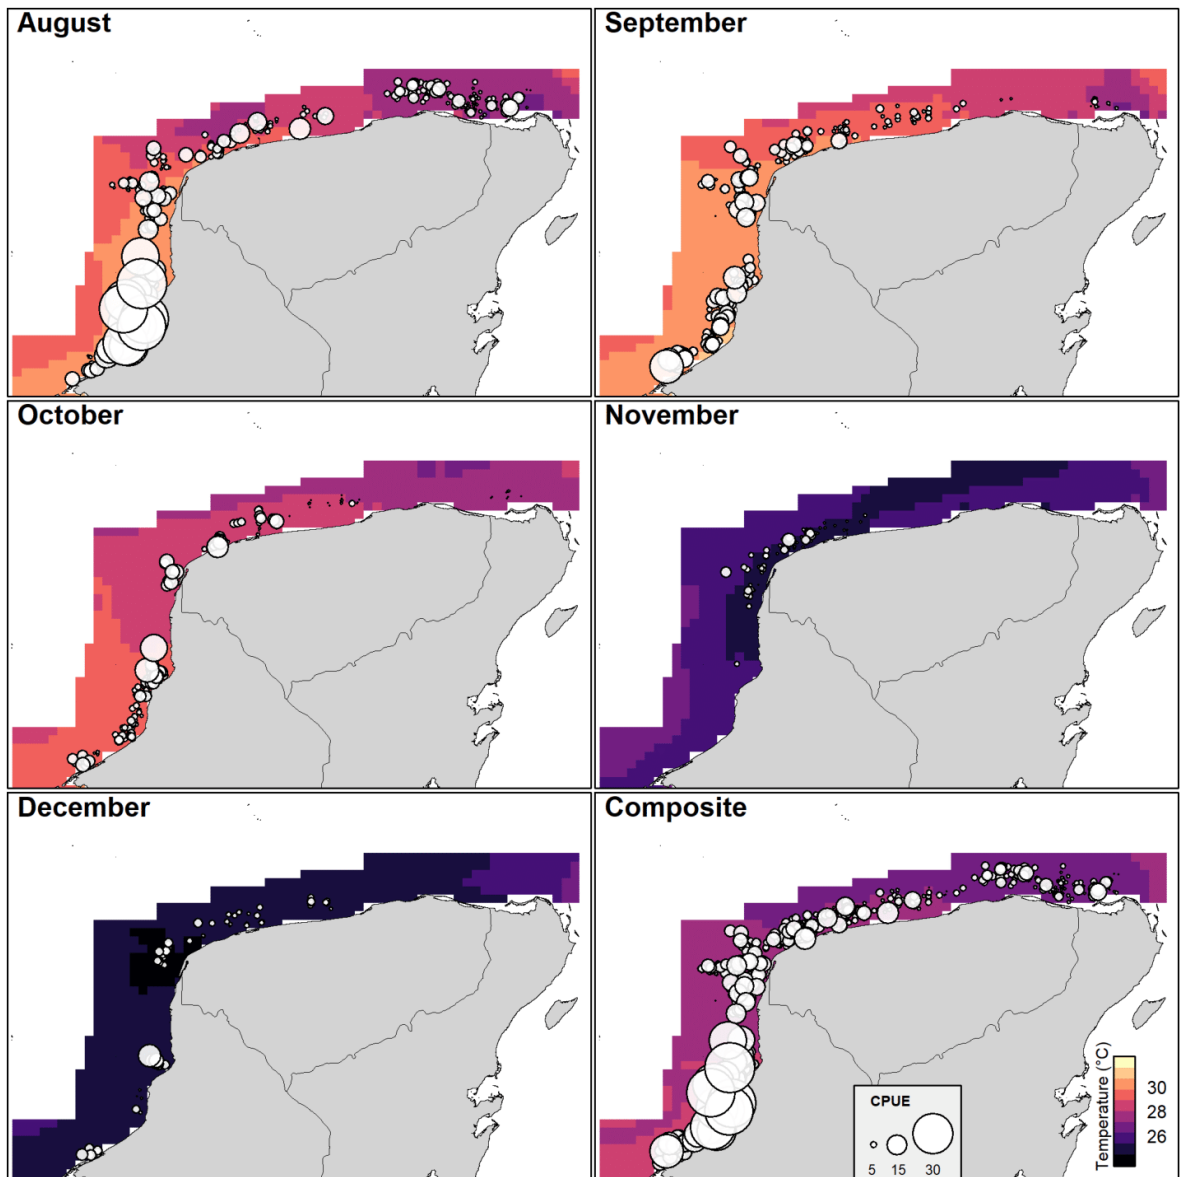 August
September
October
November
December
Composite
CPUE
5 15 30
Temperature (°C)
30
28
26